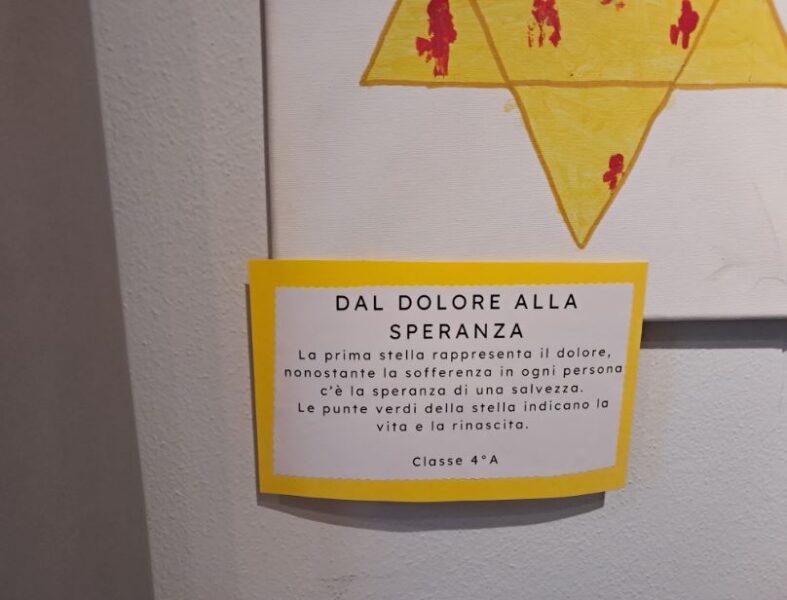 DAL DOLORE ALLA
SPERANZA
La prima stella rappresenta il dolore,
nonostante la sofferenza in ogni persona
c'è la speranza di una salvezza.
Le punte verdi della stella indicano la
vita e la rinascita.
Classe 4°A